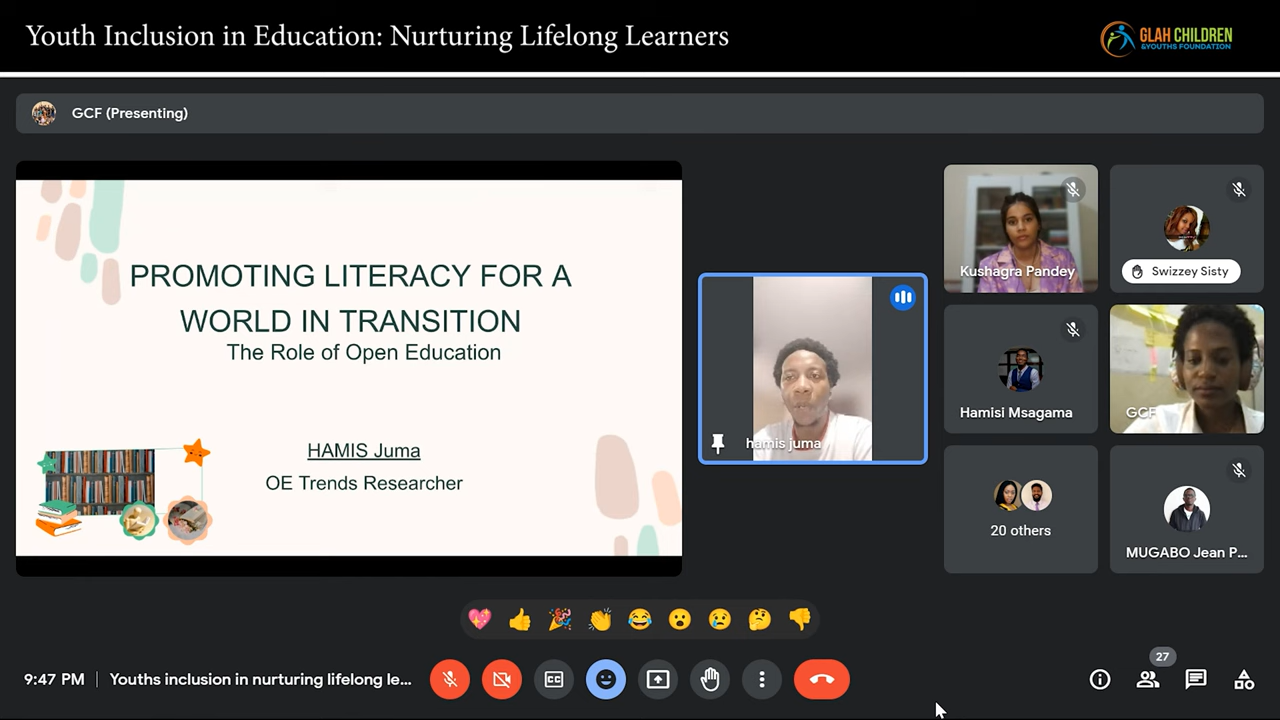 Youth Inclusion in Education: Nurturing Lifelong Learners
GLAH CHILDREN
&YOUTHS FOUNDATION
GCF (Presenting)
PROMOTING LITERACY FOR A
WORLD IN TRANSITION
The Role of Open Education
HAMIS Juma
OE Trends Researcher
hamis juma
Kushagra Pandey
Swizzey Sisty
Hamisi Msagama
GCF
20 others
MUGABO Jean P...
9:47 PM
Youths inclusion in nurturing lifelong le...
27